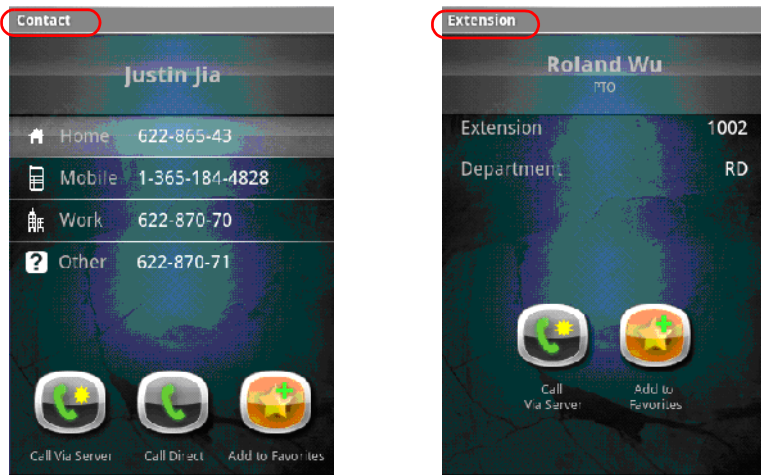 Contact
Justin Jia
Home 622-865-43
Mobile 1-365-184-4828
Work 622-870-70
? Other 622-870-71
Call Via Server Call Direct Add to Favorites
Extension
Roland Wu
PTO
Extension 1002
Department RD
Call Via Server
Add to Favorites